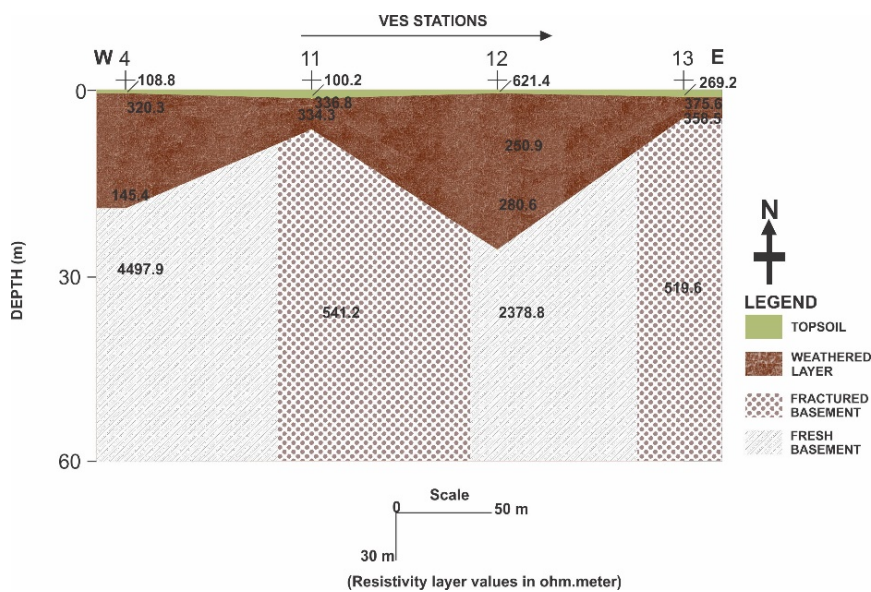 VES STATIONS
W 4 11 12 13 E
108.8 100.2 621.4 269.2
0
320.3 336.8 375.6
334.3 358.5
260.9
145.4 280.6
4497.9 519.6
30
541.2 2378.8
60
DEPTH (m)
N
LEGEND
TOPSOIL
WEATHERED
LAYER
FRACTURED
BASEMENT
FRESH
BASEMENT
Scale
0 50 m
30 m
(Resistivity layer values in ohm.meter)